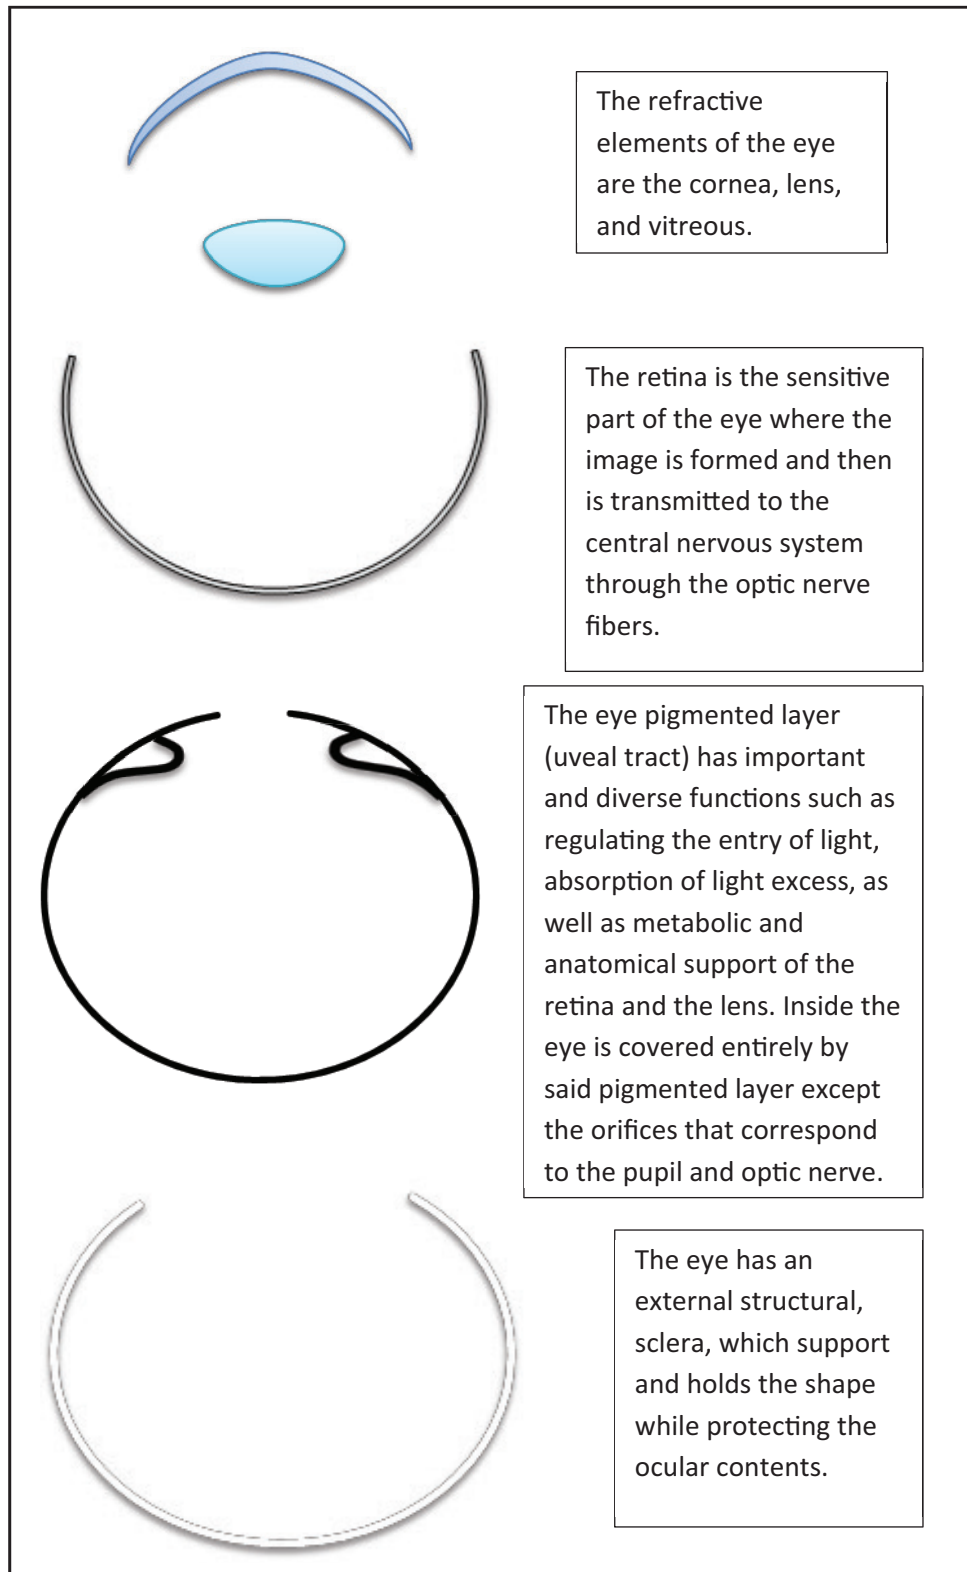 The refractive
elements of the eye
are the cornea, lens,
and vitreous.
The retina is the sensitive
part of the eye where the
image is formed and then
is transmitted to the
central nervous system
through the optic nerve
fibers.
The eye pigmented layer
(uveal tract) has important
and diverse functions such as
regulating the entry of light,
absorption of light excess, as
well as metabolic and
anatomical support of the
retina and the lens. Inside the
eye is covered entirely by
said pigmented layer except
the orifices that correspond
to the pupil and optic nerve.
The eye has an
external structural,
sclera, which support
and holds the shape
while protecting the
ocular contents.